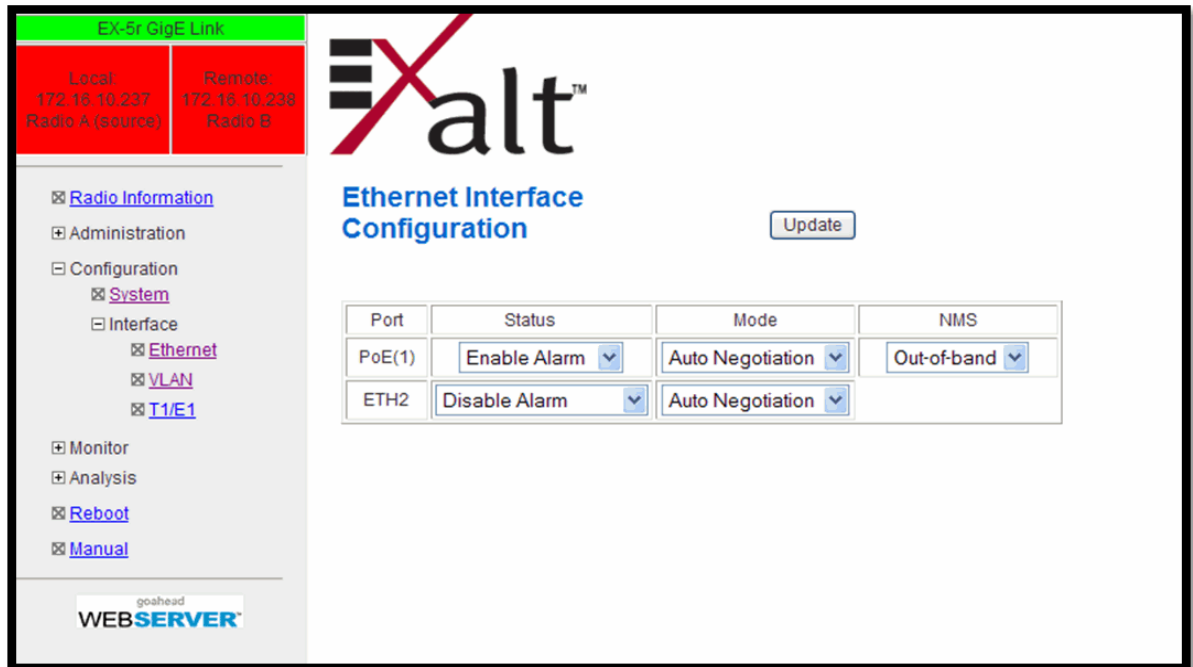 EX-5r GigE Link
Local:
172.16.10.237
Radio A (source)
Remote:
172.16.10.238
Radio B
EXalt™
Radio Information
Administration
Configuration
System
Interface
Ethernet
VLAN
T1/E1
Monitor
Analysis
Reboot
Manual
goahead
WEBSERVER™
Ethernet Interface
Configuration
Update
Port Status Mode NMS
PoE(1) Enable Alarm Auto Negotiation Out-of-band
ETH2 Disable Alarm Auto Negotiation